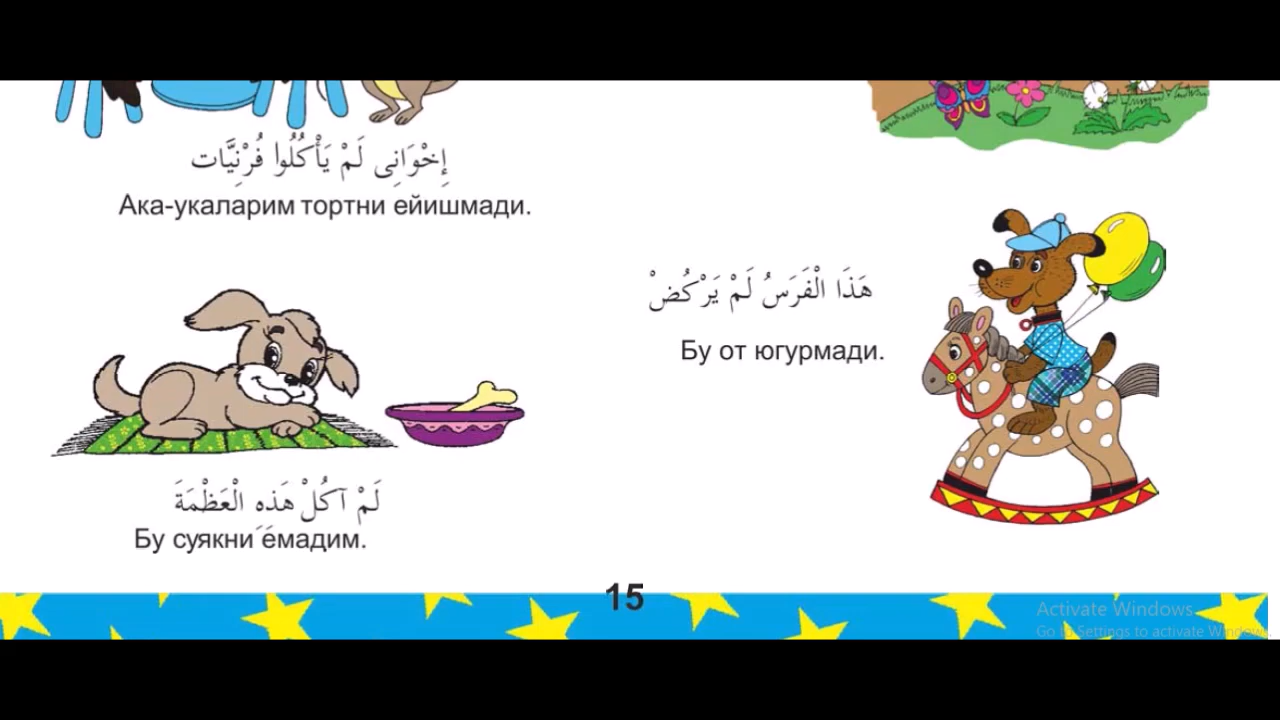 إِخْوَانِى لَمْ يَأْكُلُوا فُرْنِيَّات
Ака-укаларим тортни ейишмади.
هَذَا الْفَرَسُ لَمْ يَرْكُضْ
Бу от югурмади.
لَمْ آكُلْ هَذِهِ الْعَظْمَةَ
Бу суякни емадим.
15
Activate Windows
Go to Settings to activate Windows.